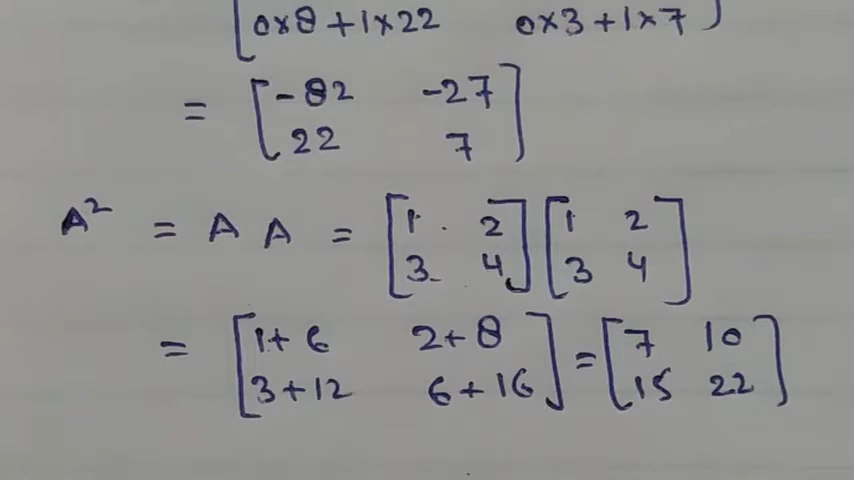 0×8+1×22 0×3+1×7
= [-82 -27
22 7]
A² = A A = [1 2 [1 2
3 4] 3 4]
= [1+6 2+8 = [7 10
3+12 6+16] 15 22]